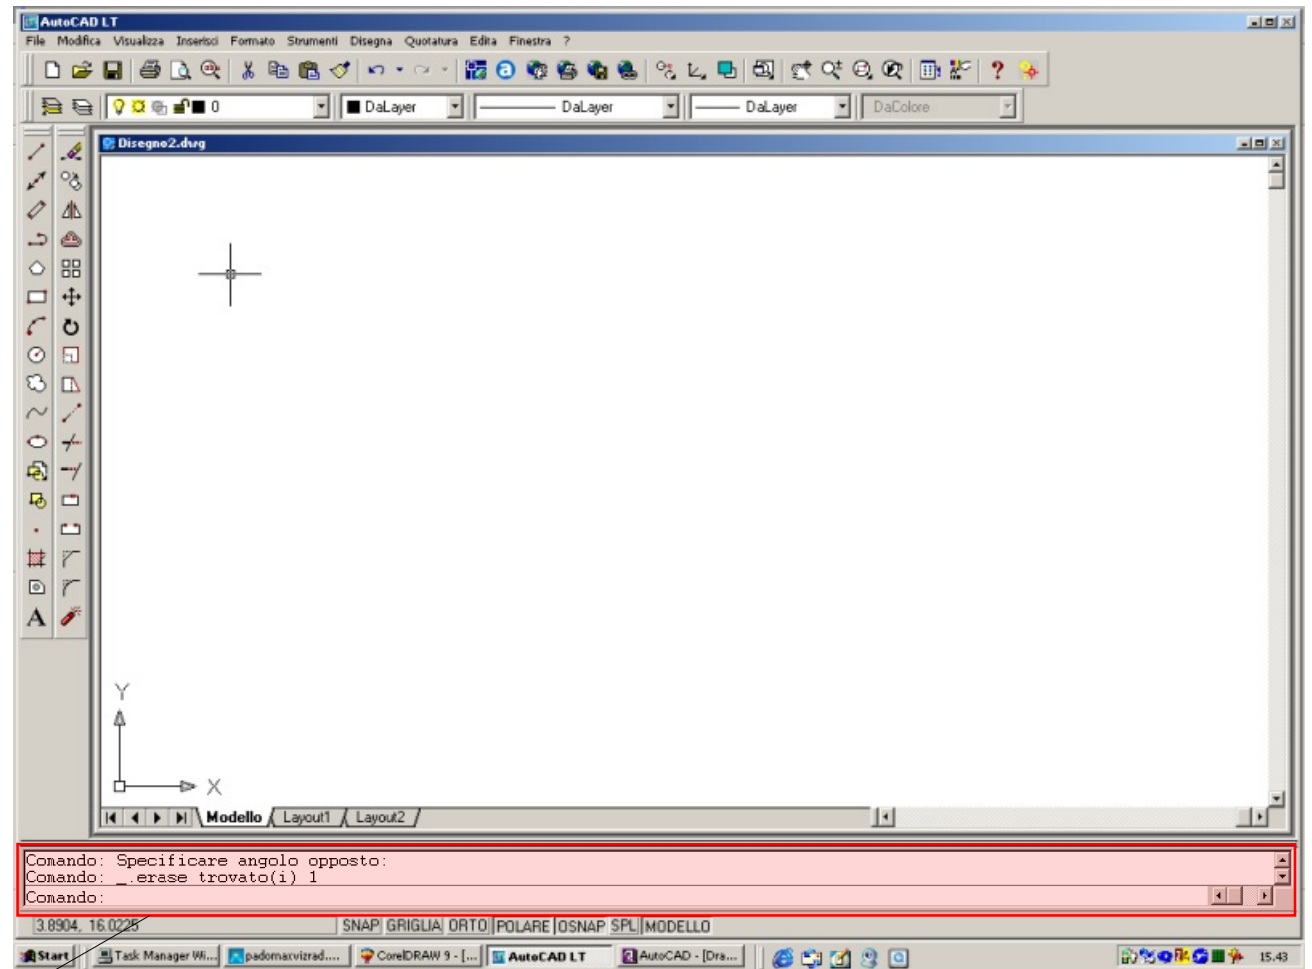 AutoCAD LT
File Modifica Visualizza Inserisci Formato Strumenti Disegna Quotatura Edita Finestra ?
0 DaLayer DaLayer DaLayer DaColore
Disegno2.dwg
Y
X
Modello Layout1 Layout2
Comando: Specificare angolo opposto:
Comando: _.erase trovato(i) 1
Comando:
3.8904, 16.0225 SNAP GRIGLIA ORTO POLARE OSNAP SPL MODELLO
Start Task Manager Wi... padomaxvizrad.... CorelDRAW 9 - [... AutoCAD LT AutoCAD - [Dra... 15.43